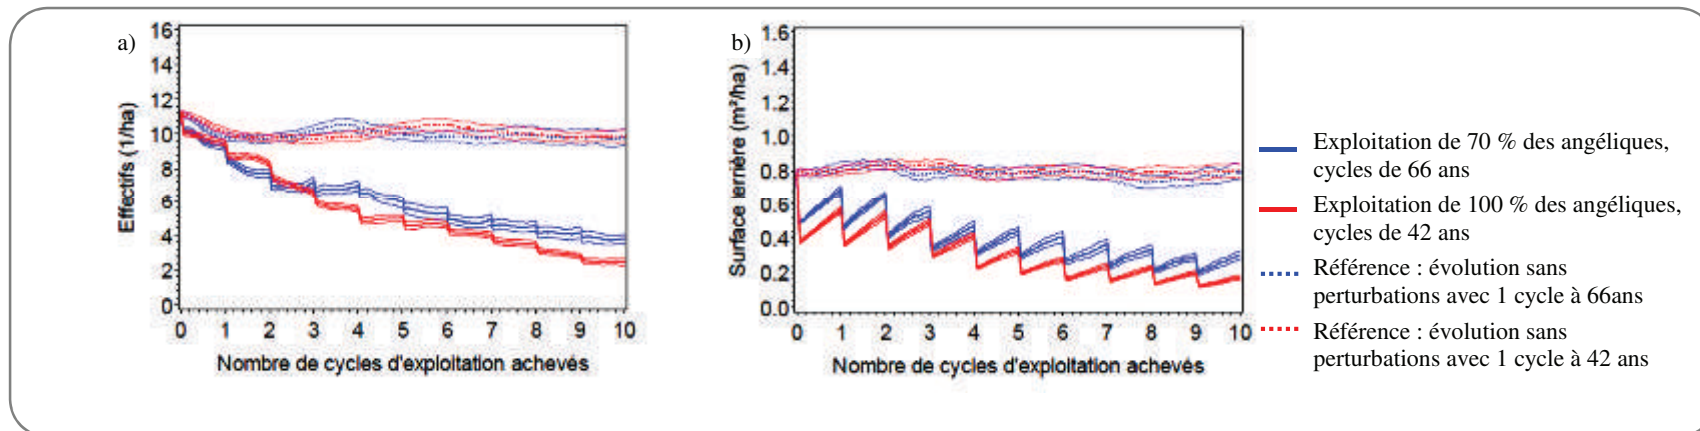 a)
Effectifs (1/ha)
16
14
12
10
8
6
4
2
0
0 1 2 3 4 5 6 7 8 9 10
Nombre de cycles d'exploitation achevés
b)
Surface ierrière (m²/ha)
1.6
1.4
1.2
1.0
0.8
0.6
0.4
0.2
0.0
0 1 2 3 4 5 6 7 8 9 10
Nombre de cycles d'exploitation achevés
Exploitation de 70 % des angéliques,
cycles de 66 ans
Exploitation de 100 % des angéliques,
cycles de 42 ans
Référence : évolution sans
perturbations avec 1 cycle à 66ans
Référence : évolution sans
perturbations avec 1 cycle à 42 ans